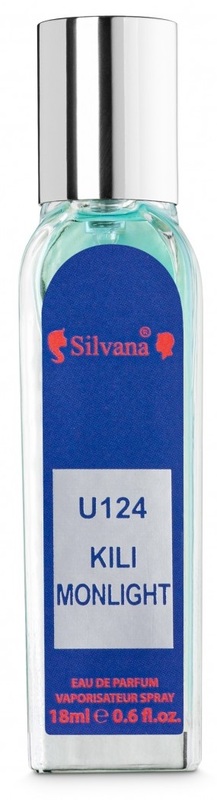 Silvana®
U124
KILI
MONLIGHT
EAU DE PARFUM
VAPORISATEUR SPRAY
18ml ℮ 0.6 fl.oz.